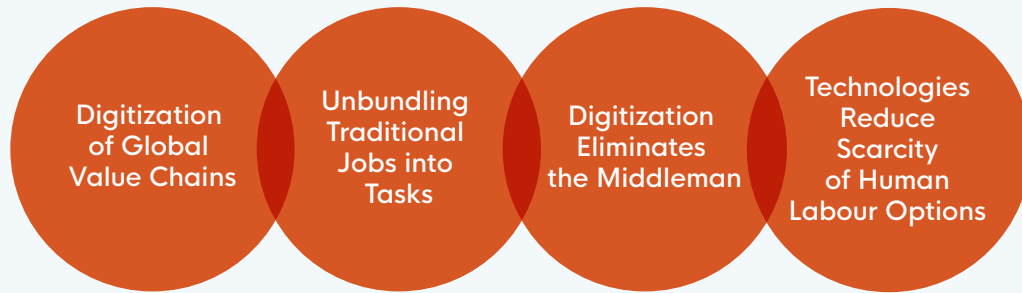 Digitization
of Global
Value Chains
Unbundling
Traditional
Jobs into
Tasks
Digitization
Eliminates
the Middleman
Technologies
Reduce
Scarcity
of Human
Labour Options